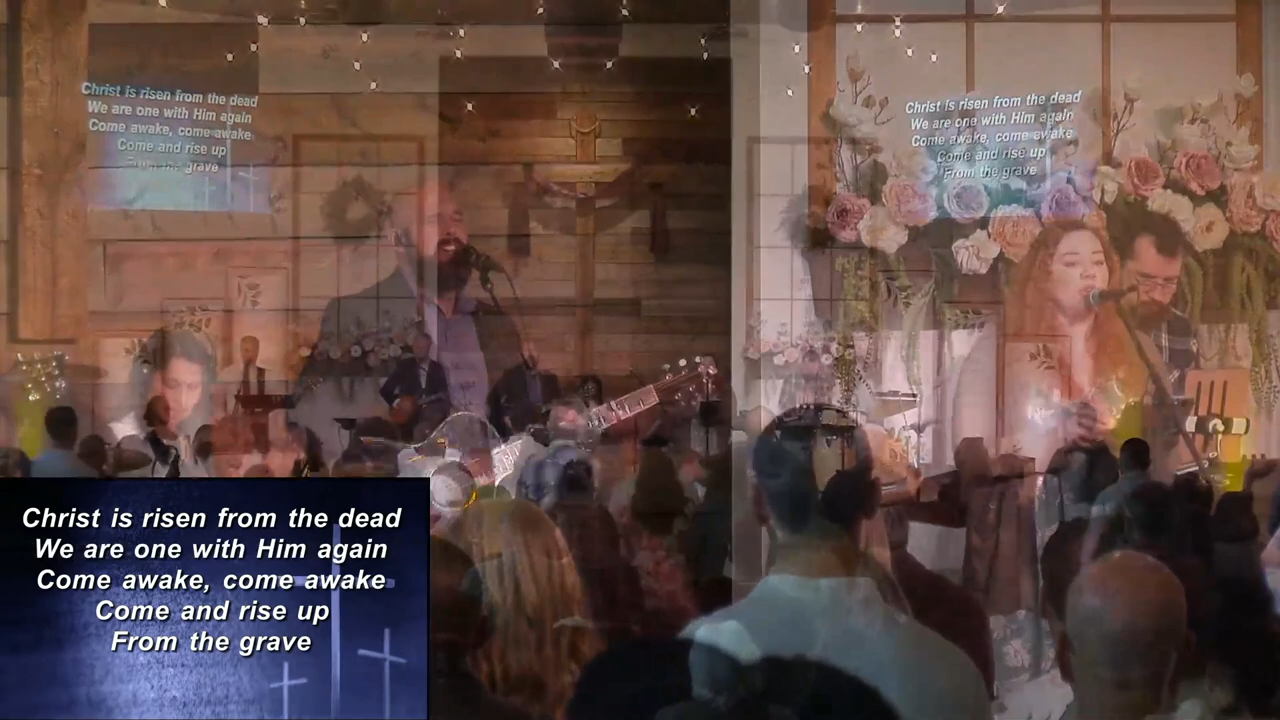 Christ is risen from the dead
We are one with Him again
Come awake, come awake
Come and rise up
From the grave
Christ is risen from the dead
We are one with Him again
Come awake, come awake
Come and rise up
From the grave
Christ is risen from the dead
We are one with Him again
Come awake, come awake
Come and rise up
From the grave